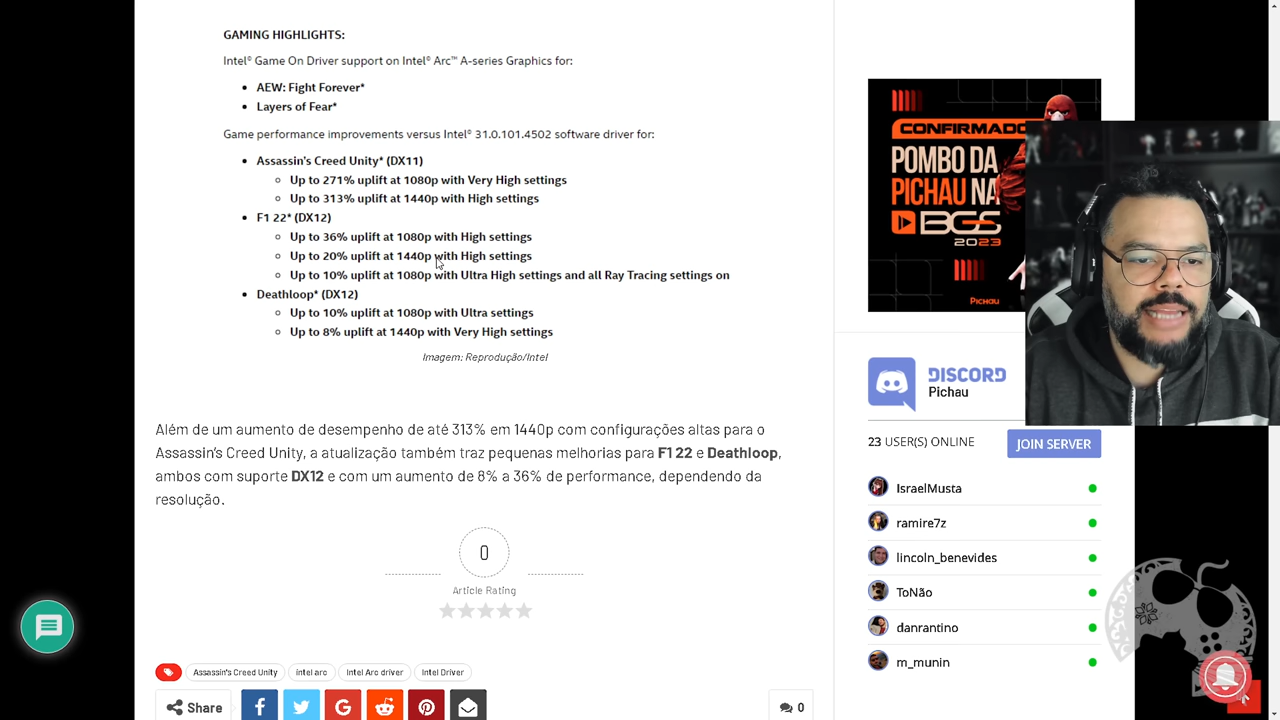 GAMING HIGHLIGHTS:
Intel® Game On Driver support on Intel® Arc™ A-series Graphics for:
• AEW: Fight Forever*
• Layers of Fear*
Game performance improvements versus Intel® 31.0.101.4502 software driver for:
• Assassin's Creed Unity* (DX11)
◦ Up to 271% uplift at 1080p with Very High settings
◦ Up to 313% uplift at 1440p with High settings
• F1 22* (DX12)
◦ Up to 36% uplift at 1080p with High settings
◦ Up to 20% uplift at 1440p with High settings
◦ Up to 10% uplift at 1080p with Ultra High settings and all Ray Tracing settings on
• Deathloop* (DX12)
◦ Up to 10% uplift at 1080p with Ultra settings
◦ Up to 8% uplift at 1440p with Very High settings
Imagem: Reprodução/Intel
Além de um aumento de desempenho de até 313% em 1440p com configurações altas para o
Assassin's Creed Unity, a atualização também traz pequenas melhorias para F1 22 e Deathloop,
ambos com suporte DX12 e com um aumento de 8% a 36% de performance, dependendo da
resolução.
0
Article Rating
Assassin's Creed Unity
intel arc
Intel Arc driver
Intel Driver
Share
0
CONFIRMADO
POMBO DA
PICHAU NA
BGS
2023
PICHAU
DISCORD
Pichau
23 USER(S) ONLINE
JOIN SERVER
IsraelMusta
ramire7z
lincoln_benevides
ToNão
danrantino
m_munin